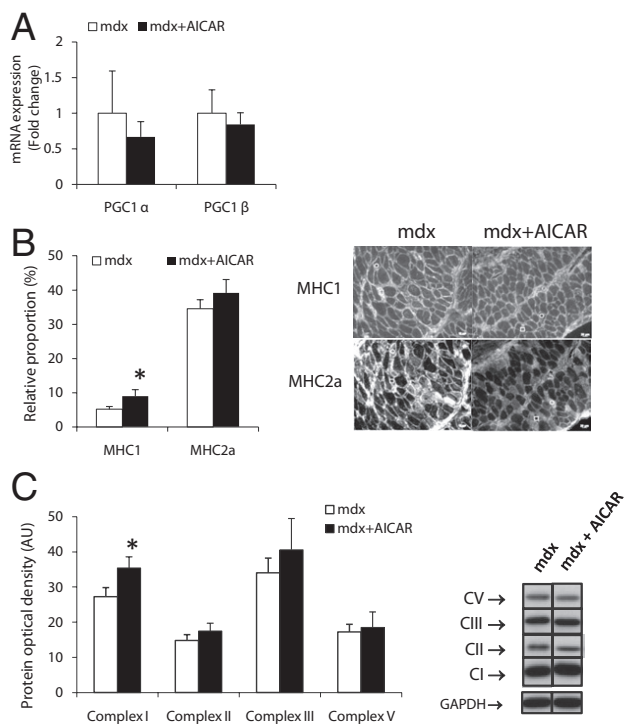 A
mdx
mdx+AICAR
mRNA expression
(Fold change)
2
1.5
1
0.5
0
PGC1 α
PGC1 β
B
mdx
mdx+AICAR
Relative proportion (%)
50
40
30
20
10
0
*
MHC1
MHC2a
mdx
mdx+AICAR
MHC1
MHC2a
C
mdx
mdx+AICAR
Protein optical density (AU)
50
40
30
20
10
0
*
Complex I
Complex II
Complex III
Complex V
mdx
mdx + AICAR
CV →
CIII →
CII →
CI →
GAPDH→